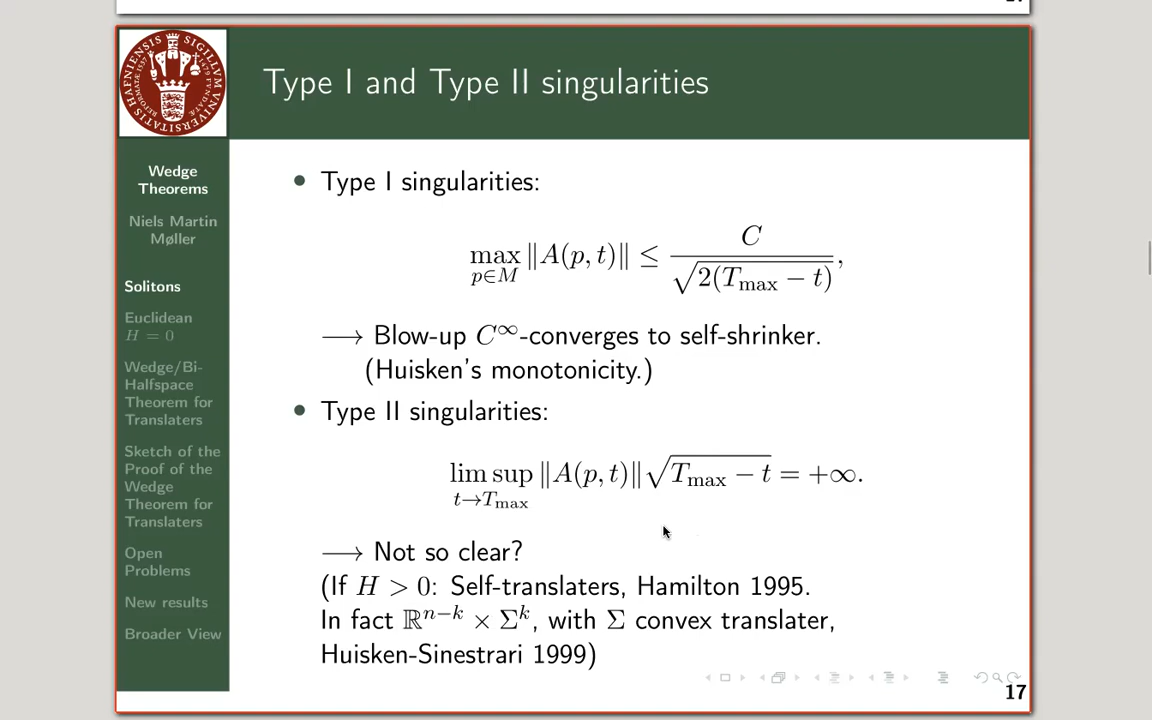 Type I and Type II singularities
Wedge
Theorems
Niels Martin
Møller
Solitons
Euclidean
H = 0
Wedge/Bi-
Halfspace
Theorem for
Translaters
Sketch of the
Proof of the
Wedge
Theorem for
Translaters
Open
Problems
New results
Broader View
• Type I singularities:
max_{p∈M} ‖A(p, t)‖ ≤ C / √(2(T_max − t)),
⟶ Blow-up C^∞-converges to self-shrinker.
(Huisken's monotonicity.)
• Type II singularities:
lim sup_{t→T_max} ‖A(p, t)‖ √(T_max − t) = +∞.
⟶ Not so clear?
(If H > 0: Self-translaters, Hamilton 1995.
In fact ℝ^{n−k} × Σ^k, with Σ convex translater,
Huisken-Sinestrari 1999)
17